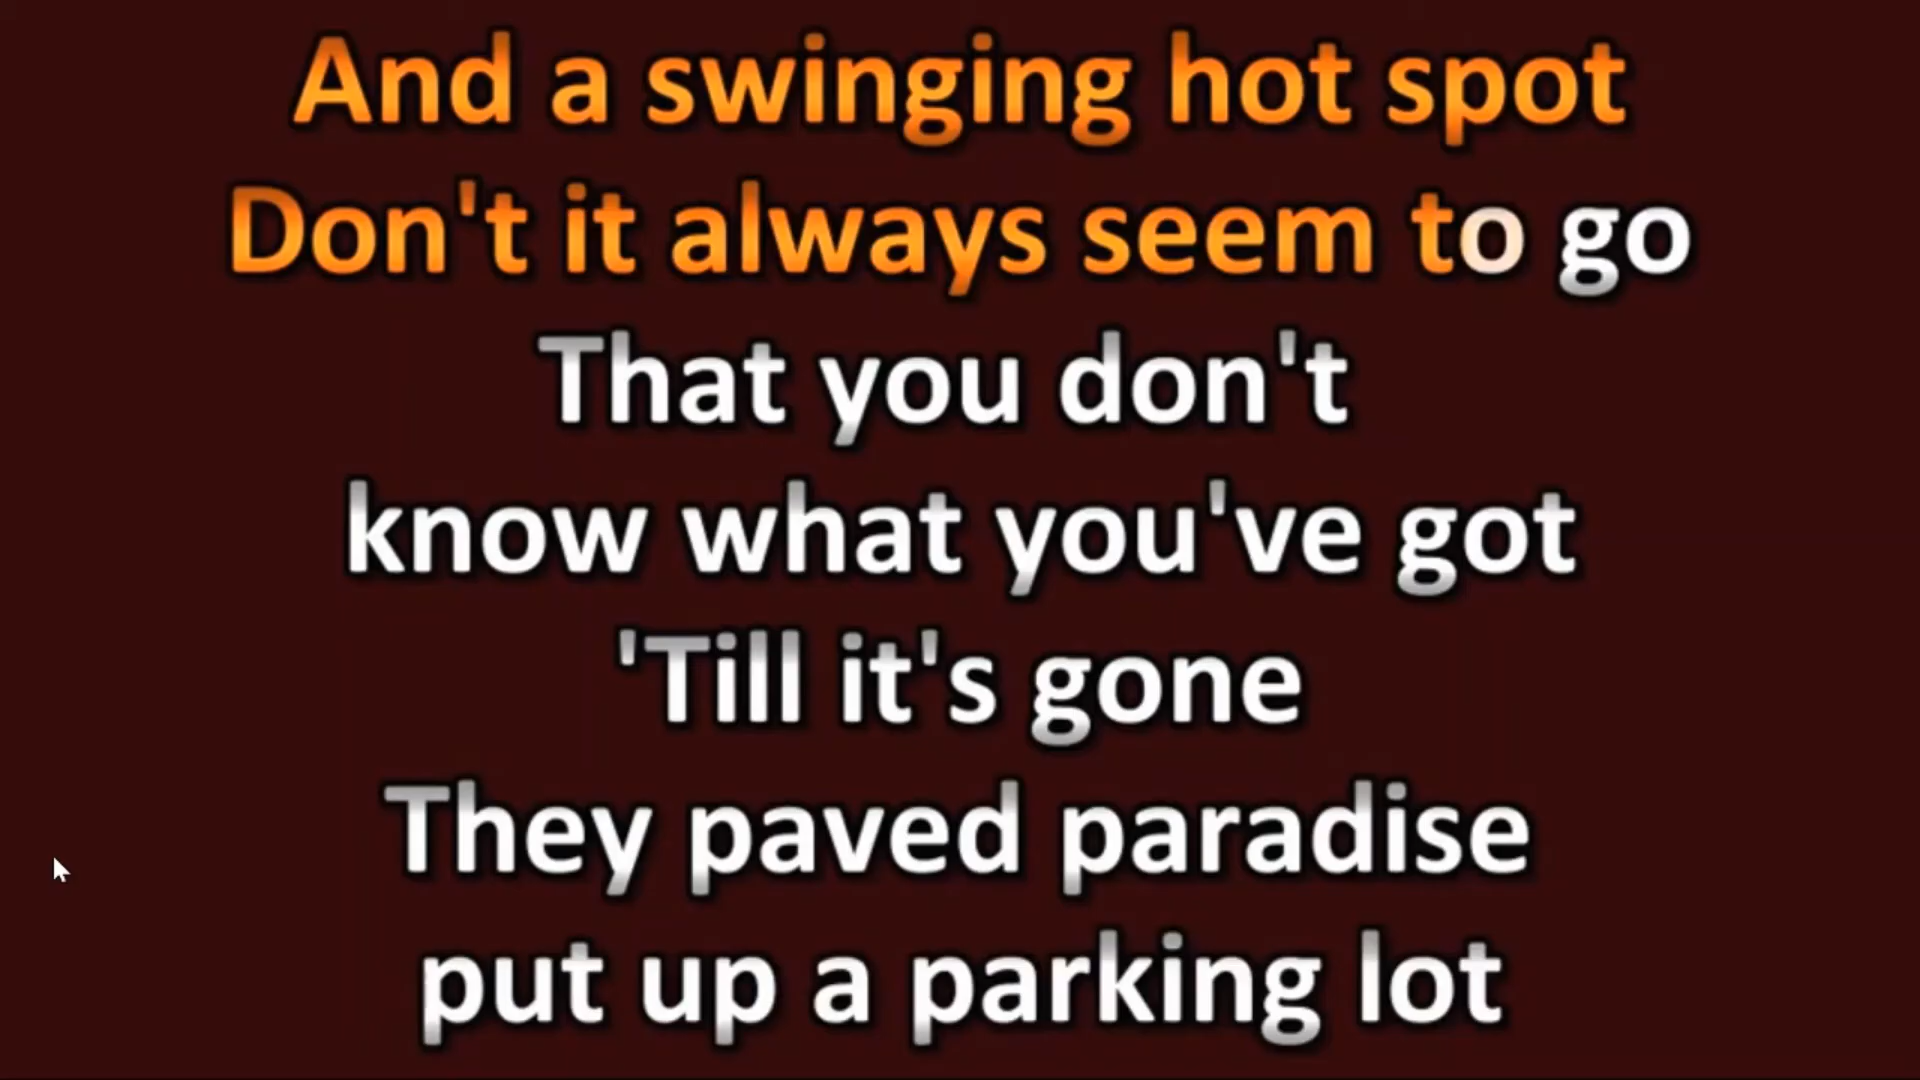 And a swinging hot spot
Don't it always seem to go
That you don't
know what you've got
'Till it's gone
They paved paradise
put up a parking lot